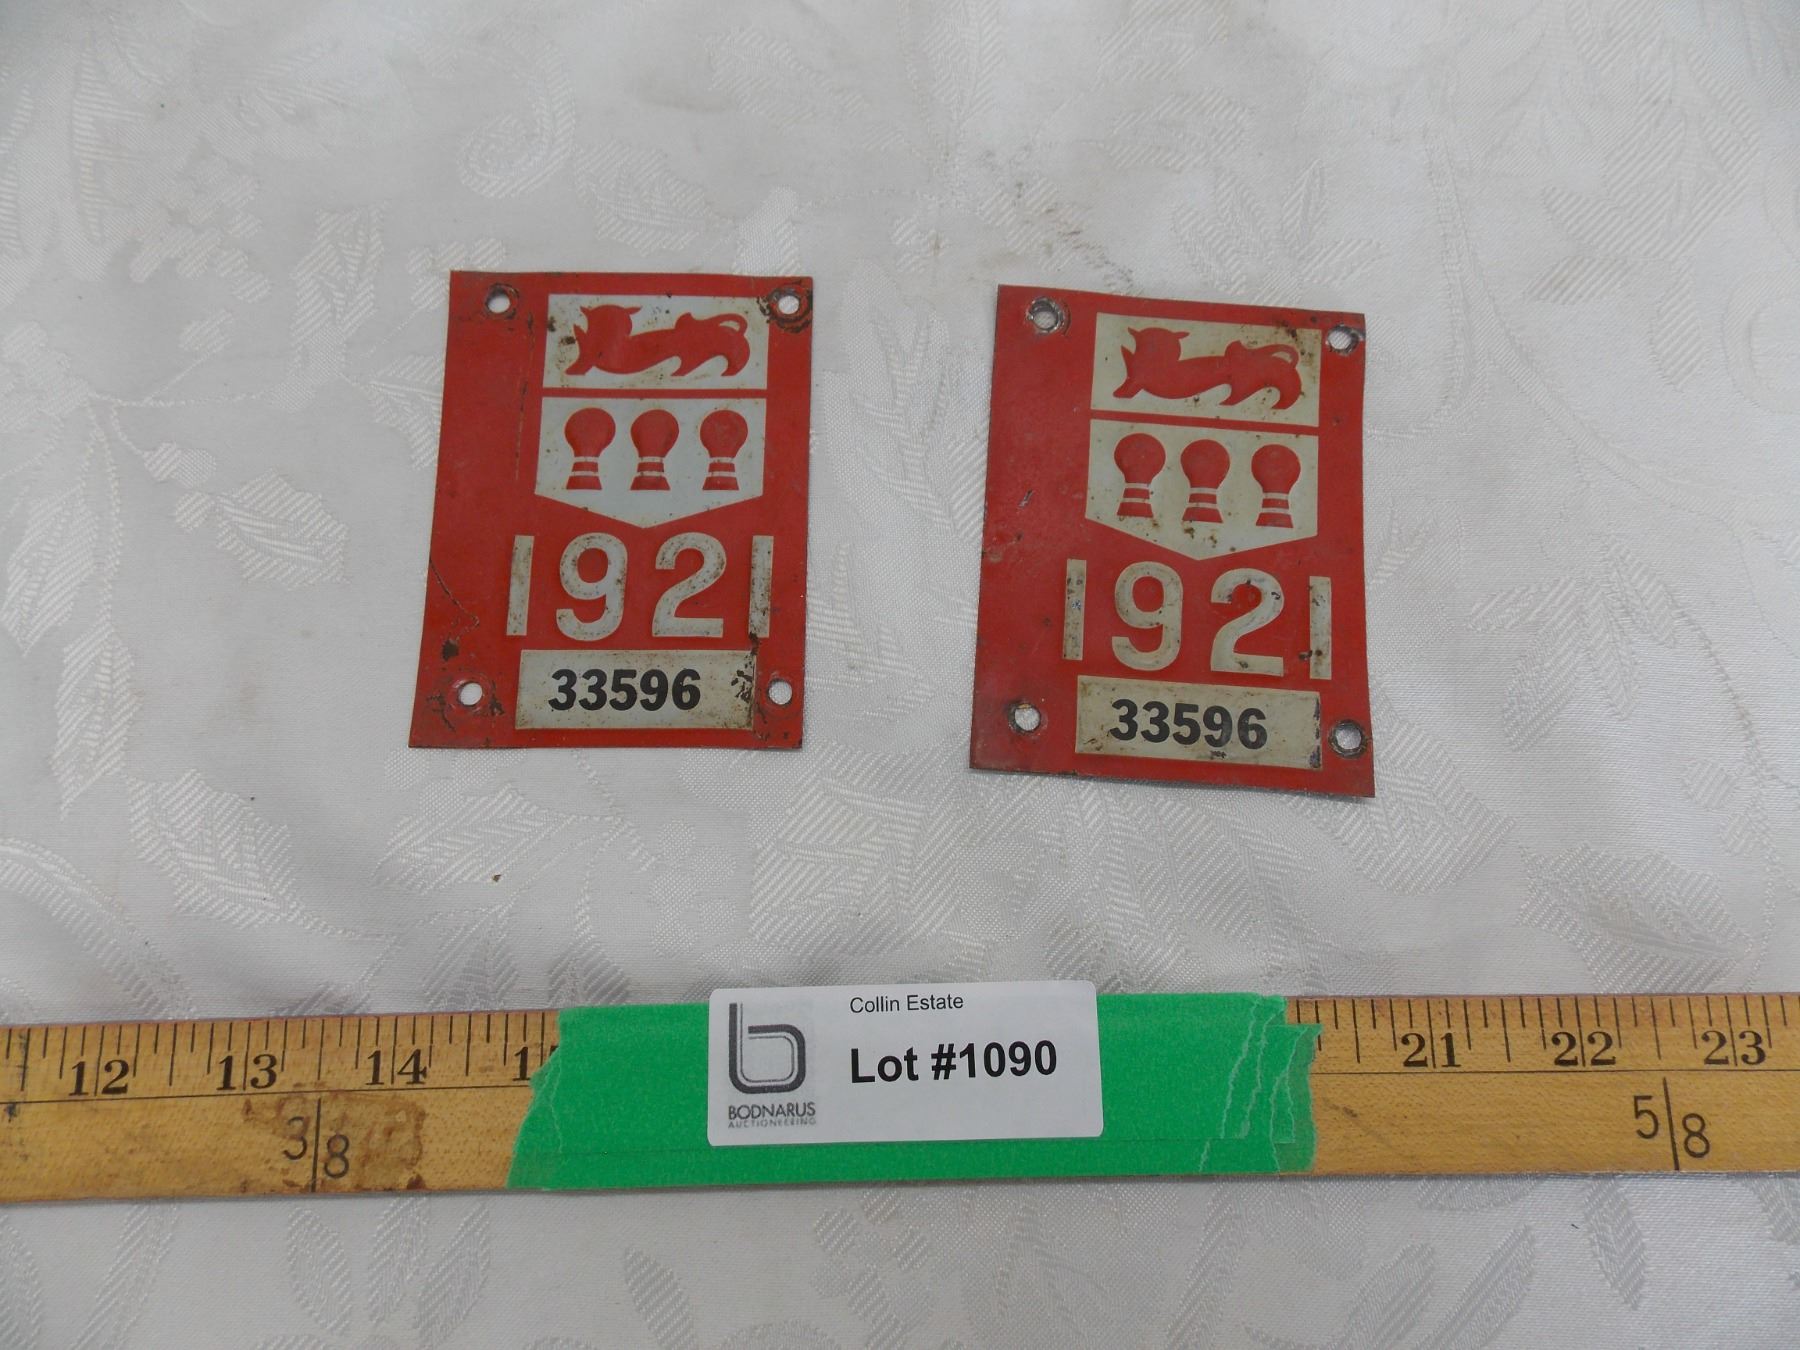 1921
33596
1921
33596
Collin Estate
Lot #1090
BODNARUS
AUCTIONEERING
12 13 14 1 21 22 23
3/8 5/8